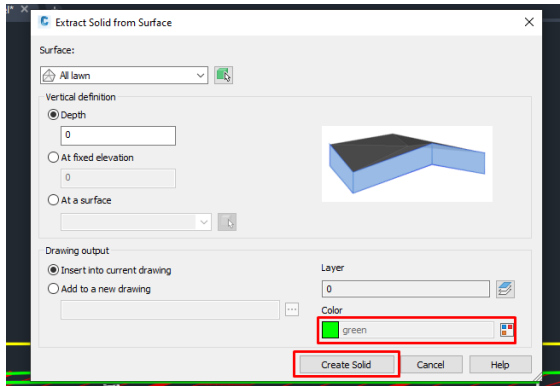 Extract Solid from Surface
Surface:
All lawn
Vertical definition
Depth
0
At fixed elevation
0
At a surface
Drawing output
Insert into current drawing
Add to a new drawing
Layer
0
Color
green
Create Solid
Cancel
Help